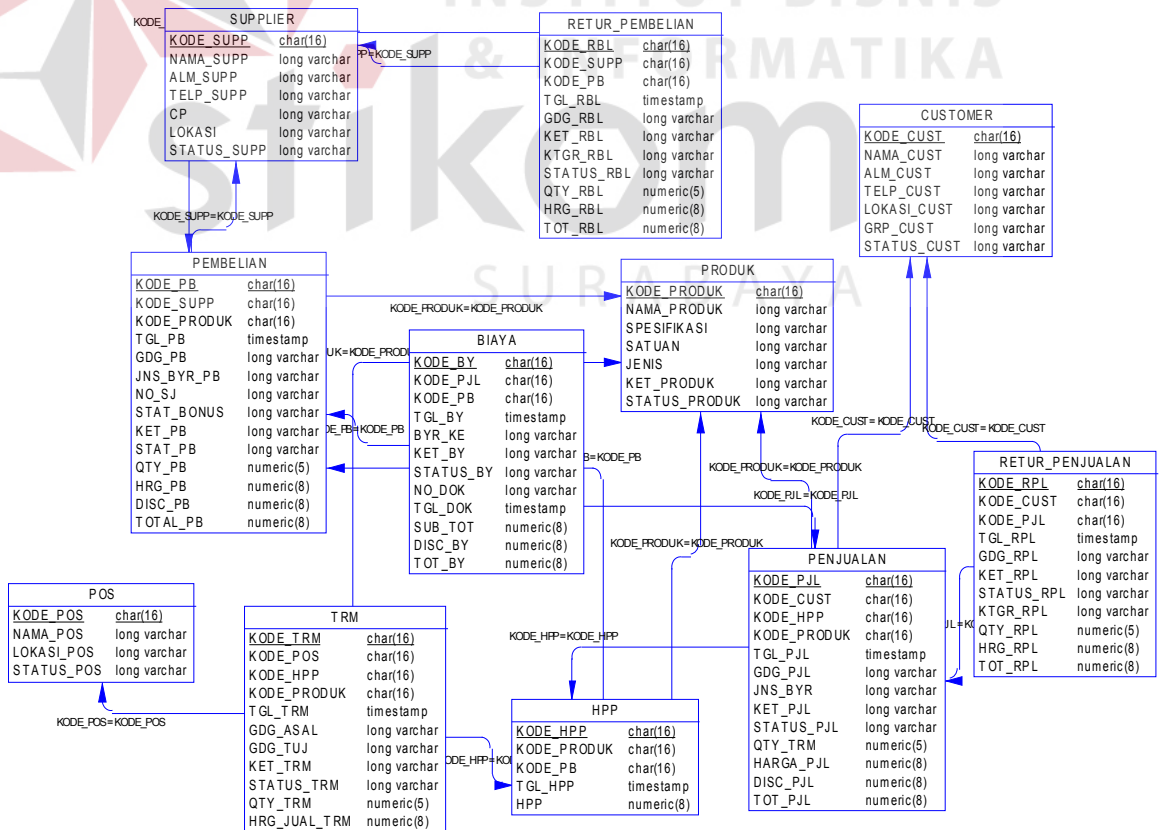 INSTITUT BISNIS
& INFORMATIKA
stikom
SURABAYA
SUPPLIER
KODE_SUPP char(16)
NAMA_SUPP long varchar
ALM_SUPP long varchar
TELP_SUPP long varchar
CP long varchar
LOKASI long varchar
STATUS_SUPP long varchar
KODE_
PP=KODE_SUPP
RETUR_PEMBELIAN
KODE_RBL char(16)
KODE_SUPP char(16)
KODE_PB char(16)
TGL_RBL timestamp
GDG_RBL long varchar
KET_RBL long varchar
KTGR_RBL long varchar
STATUS_RBL long varchar
QTY_RBL numeric(5)
HRG_RBL numeric(8)
TOT_RBL numeric(8)
CUSTOMER
KODE_CUST char(16)
NAMA_CUST long varchar
ALM_CUST long varchar
TELP_CUST long varchar
LOKASI_CUST long varchar
GRP_CUST long varchar
STATUS_CUST long varchar
KODE_SUPP=KODE_SUPP
PEMBELIAN
KODE_PB char(16)
KODE_SUPP char(16)
KODE_PRODUK char(16)
TGL_PB timestamp
GDG_PB long varchar
JNS_BYR_PB long varchar
NO_SJ long varchar
STAT_BONUS long varchar
KET_PB long varchar
STAT_PB long varchar
QTY_PB numeric(5)
HRG_PB numeric(8)
DISC_PB numeric(8)
TOTAL_PB numeric(8)
KODE_PRODUK=KODE_PRODUK
UK=KODE_PRODU
DE_PB=KODE_PB
PRODUK
KODE_PRODUK char(16)
NAMA_PRODUK long varchar
SPESIFIKASI long varchar
SATUAN long varchar
JENIS long varchar
KET_PRODUK long varchar
STATUS_PRODUK long varchar
BIAYA
KODE_BY char(16)
KODE_PJL char(16)
KODE_PB char(16)
TGL_BY timestamp
BYR_KE long varchar
KET_BY long varchar
STATUS_BY long varchar
NO_DOK long varchar
TGL_DOK timestamp
SUB_TOT numeric(8)
DISC_BY numeric(8)
TOT_BY numeric(8)
B=KODE_PB
KODE_CUST=KODE_CUST
KODE_CUST=KODE_CUST
KODE_PRODUK=KODE_PRODUK
KODE_PJL=KODE_PJL
KODE_PRODUK=KODE_PRODUK
RETUR_PENJUALAN
KODE_RPL char(16)
KODE_CUST char(16)
KODE_PJL char(16)
TGL_RPL timestamp
GDG_RPL long varchar
KET_RPL long varchar
STATUS_RPL long varchar
KTGR_RPL long varchar
QTY_RPL numeric(5)
HRG_RPL numeric(8)
TOT_RPL numeric(8)
PENJUALAN
KODE_PJL char(16)
KODE_CUST char(16)
KODE_HPP char(16)
KODE_PRODUK char(16)
TGL_PJL timestamp
GDG_PJL long varchar
JNS_BYR long varchar
KET_PJL long varchar
STATUS_PJL long varchar
QTY_TRM numeric(5)
HARGA_PJL numeric(8)
DISC_PJL numeric(8)
TOT_PJL numeric(8)
POS
KODE_POS char(16)
NAMA_POS long varchar
LOKASI_POS long varchar
STATUS_POS long varchar
KODE_POS=KODE_POS
TRM
KODE_TRM char(16)
KODE_POS char(16)
KODE_HPP char(16)
KODE_PRODUK char(16)
TGL_TRM timestamp
GDG_ASAL long varchar
GDG_TUJ long varchar
KET_TRM long varchar
STATUS_TRM long varchar
QTY_TRM numeric(5)
HRG_JUAL_TRM numeric(8)
KODE_HPP=KODE_HPP
HPP
KODE_HPP char(16)
KODE_PRODUK char(16)
KODE_PB char(16)
TGL_HPP timestamp
HPP numeric(8)